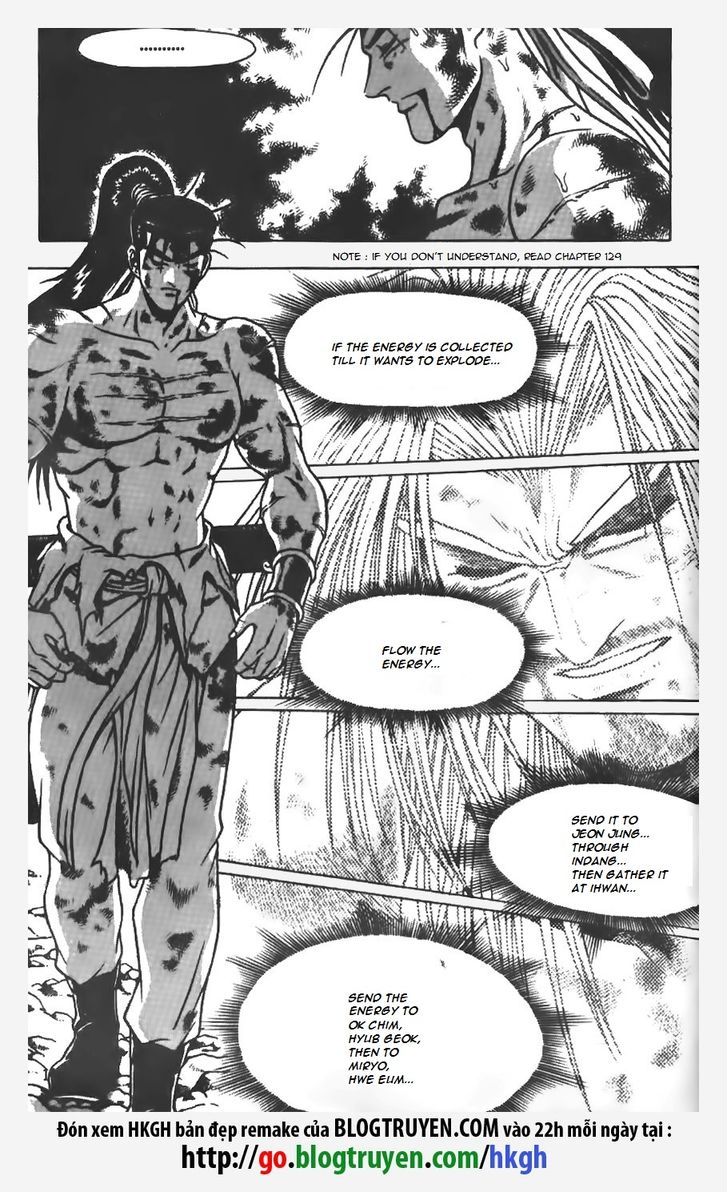 ..........
NOTE : IF YOU DON'T UNDERSTAND, READ CHAPTER 129
IF THE ENERGY IS COLLECTED
TILL IT WANTS TO EXPLODE...
FLOW THE
ENERGY...
SEND IT TO
JEON JUNG...
THROUGH
INDANG...
THEN GATHER IT
AT IHWAN...
SEND THE
ENERGY TO
OK CHIM,
HYUB GEOK,
THEN TO
MIRYO,
HWE EUM...
Đón xem HKGH bản đẹp remake của BLOGTRUYEN.COM vào 22h mỗi ngày tại :
http://go.blogtruyen.com/hkgh